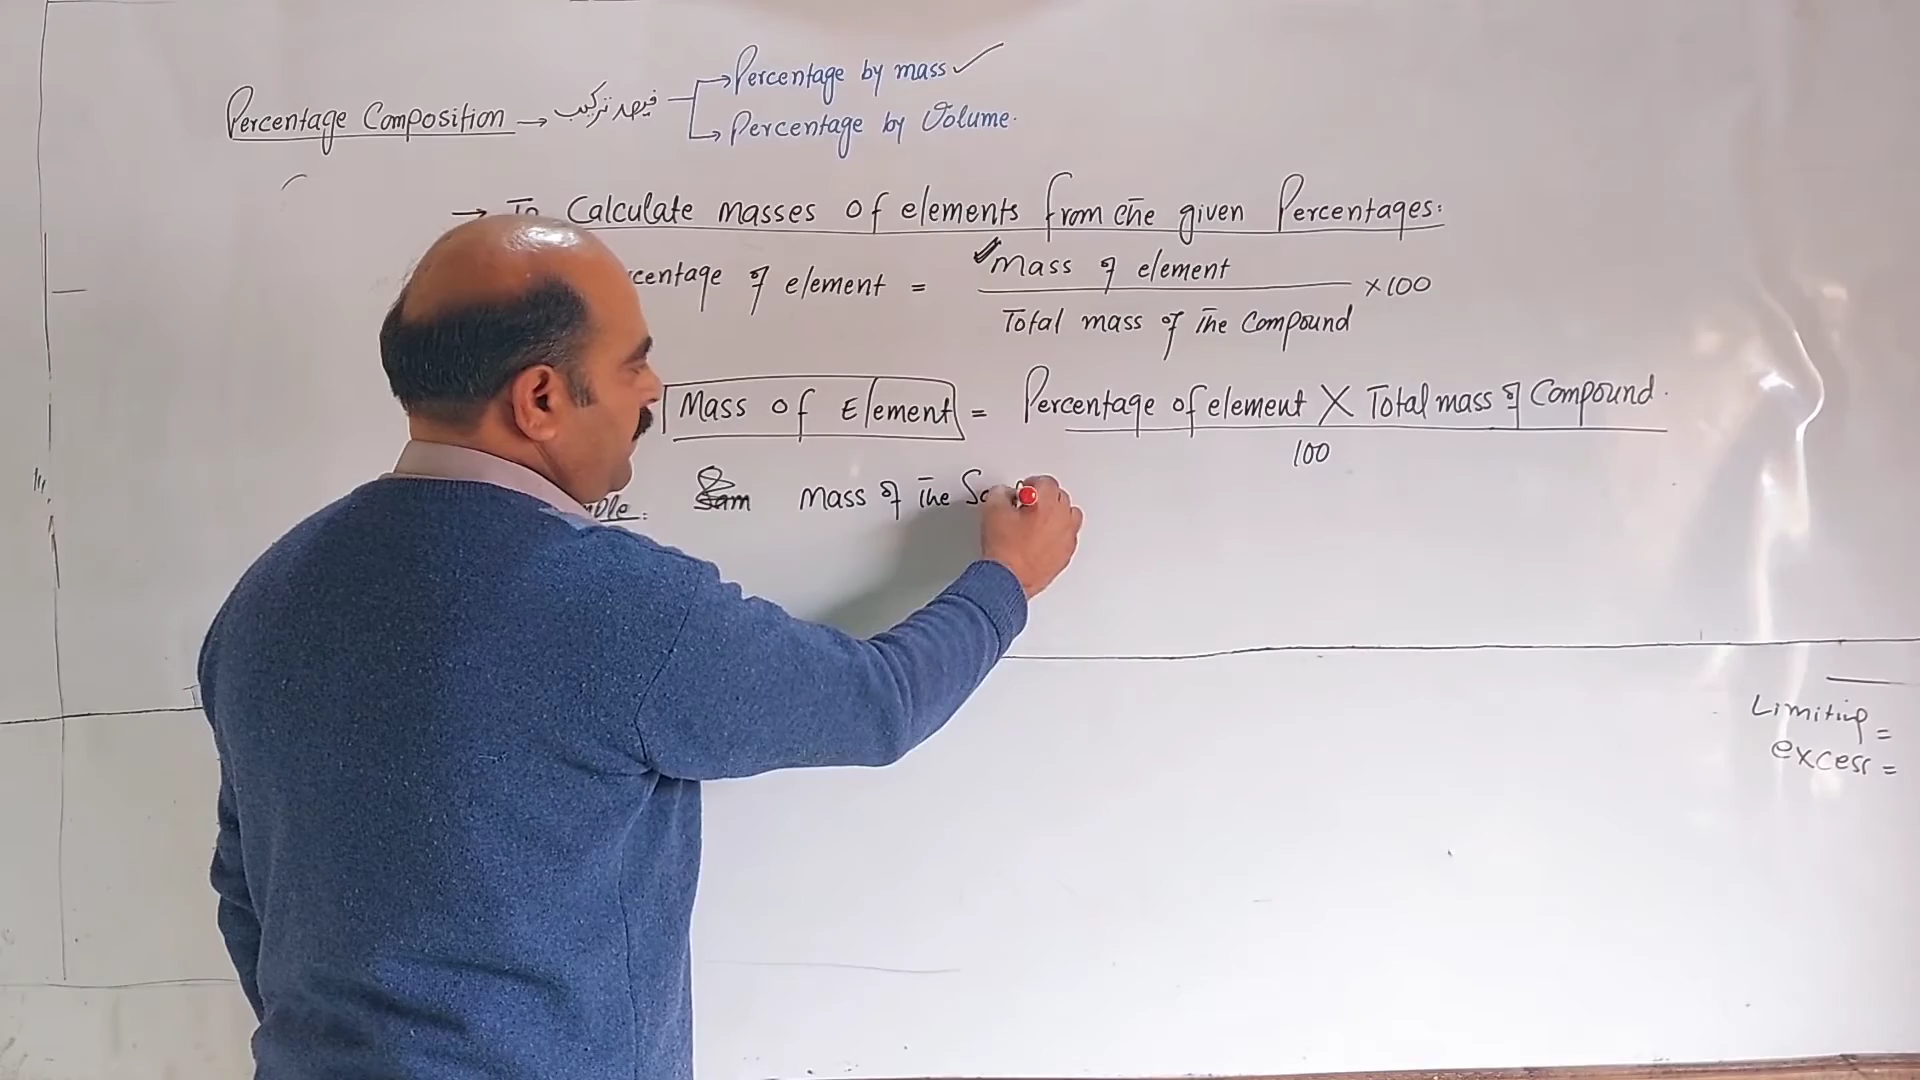 Percentage Composition → فیصد ترکیب → Percentage by mass ✓
→ Percentage by Volume.
→ To Calculate masses of elements from the given Percentages:
centage of element = Mass of element / Total mass of the Compound × 100
Mass of Element = Percentage of element × Total mass of Compound. / 100
mple: Mass of the Sa
Limiting =
excess =